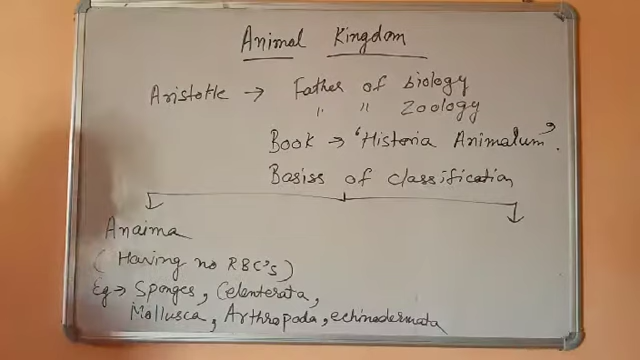 Animal Kingdom
Aristotle → Father of biology
" " Zoology
Book → 'Historia Animalum'.
Basiss of classification
Anaima
(Having no RBC's)
Eg → Sponges, Celenterata,
Mollusca, Arthropoda, echinodermata